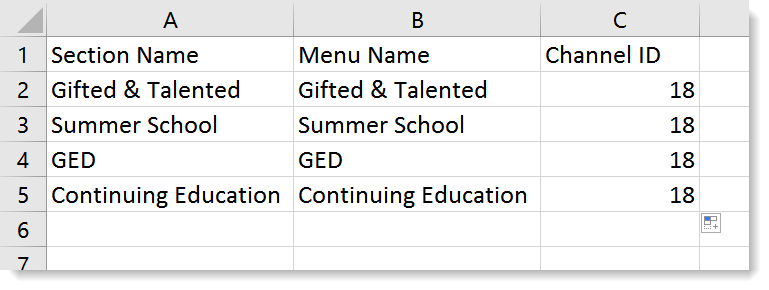 A B C
1 Section Name Menu Name Channel ID
2 Gifted & Talented Gifted & Talented 18
3 Summer School Summer School 18
4 GED GED 18
5 Continuing Education Continuing Education 18
6
7